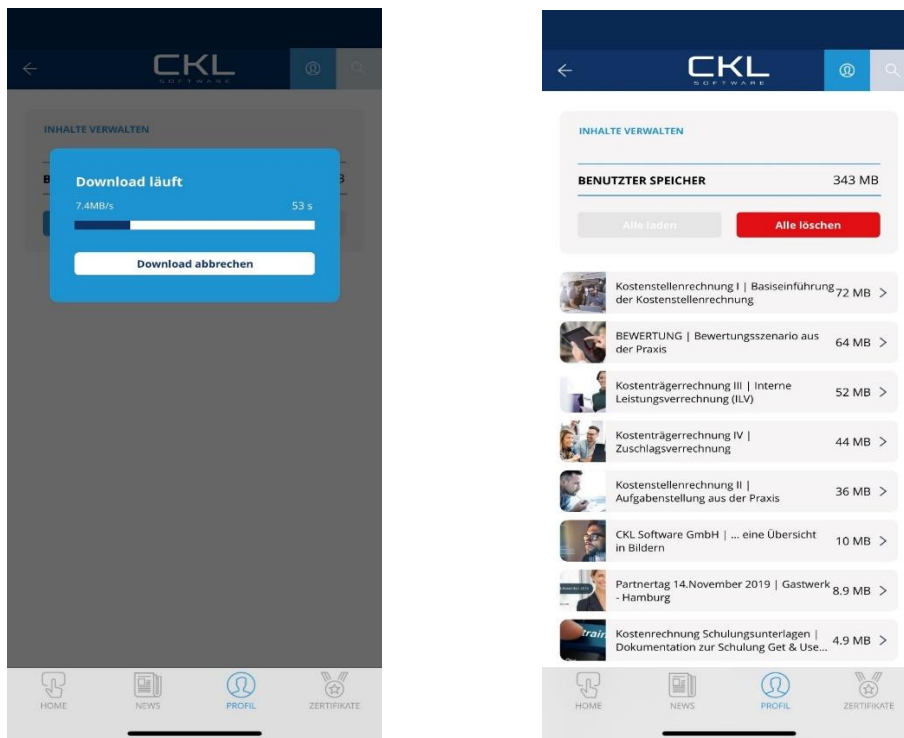 CKL
SOFTWARE
INHALTE VERWALTEN
Download läuft
7.4MB/s 53 s
Download abbrechen
HOME NEWS PROFIL ZERTIFIKATE
CKL
SOFTWARE
INHALTE VERWALTEN
BENUTZTER SPEICHER 343 MB
Alle laden Alle löschen
Kostenstellenrechnung I | Basiseinführung
der Kostenstellenrechnung
72 MB
BEWERTUNG | Bewertungsszenario aus
der Praxis
64 MB
Kostenträgerrechnung III | Interne
Leistungsverrechnung (ILV)
52 MB
Kostenträgerrechnung IV |
Zuschlagsverrechnung
44 MB
Kostenstellenrechnung II |
Aufgabenstellung aus der Praxis
36 MB
CKL Software GmbH | ... eine Übersicht
in Bildern
10 MB
Partnertag 14.November 2019 | Gastwerk
- Hamburg
8.9 MB
Kostenrechnung Schulungsunterlagen |
Dokumentation zur Schulung Get & Use...
4.9 MB
HOME NEWS PROFIL ZERTIFIKATE